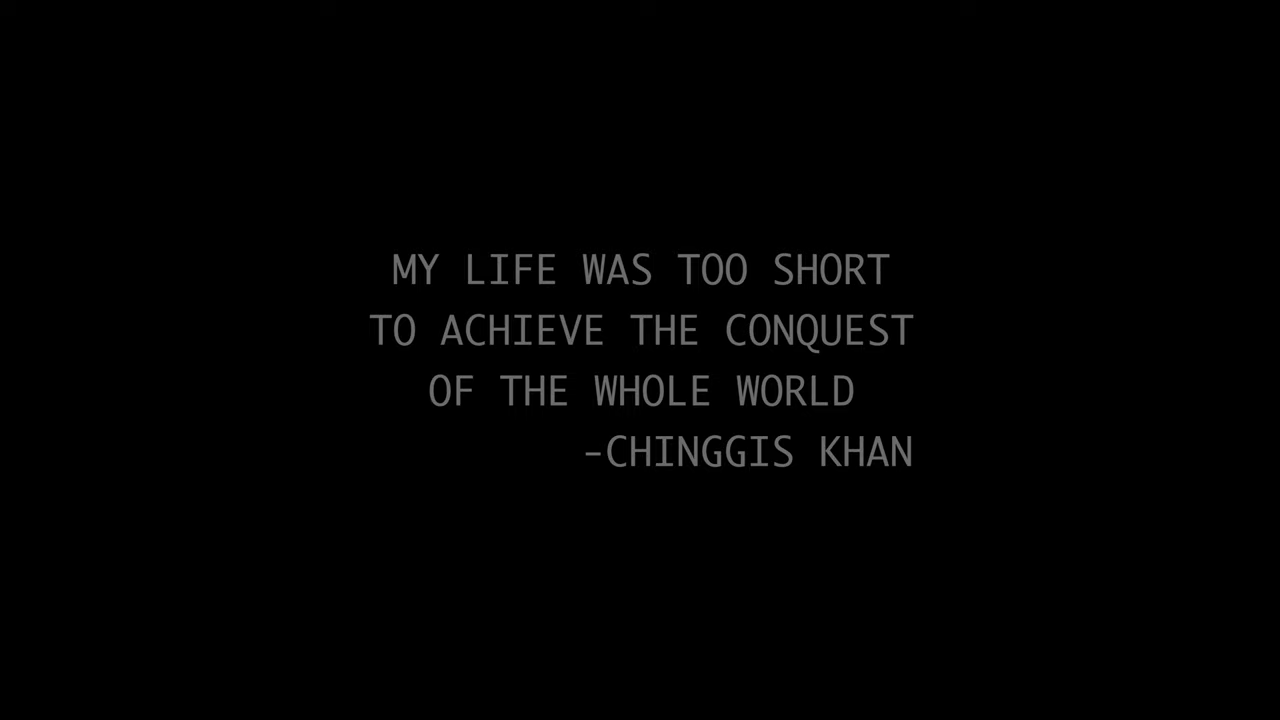 MY LIFE WAS TOO SHORT
TO ACHIEVE THE CONQUEST
OF THE WHOLE WORLD
-CHINGGIS KHAN